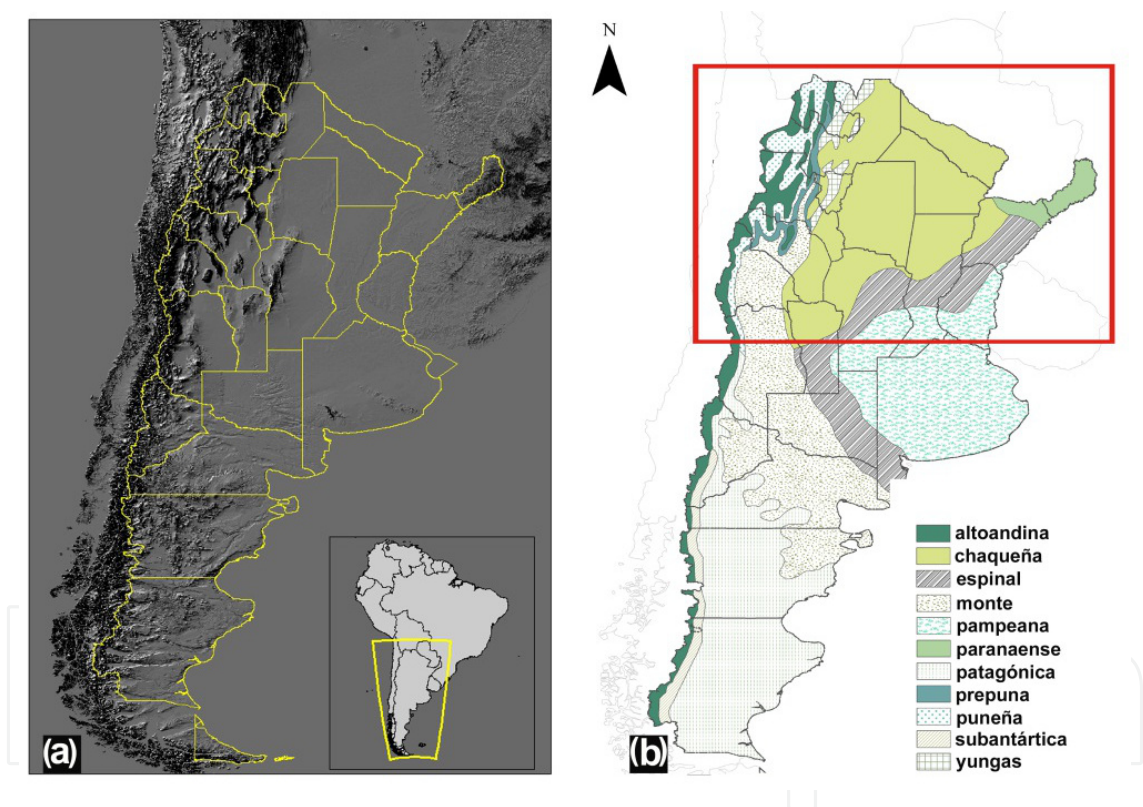 N
altoandina
chaqueña
espinal
monte
pampeana
paranaense
patagónica
prepuna
puneña
subantártica
yungas
(a)
(b)